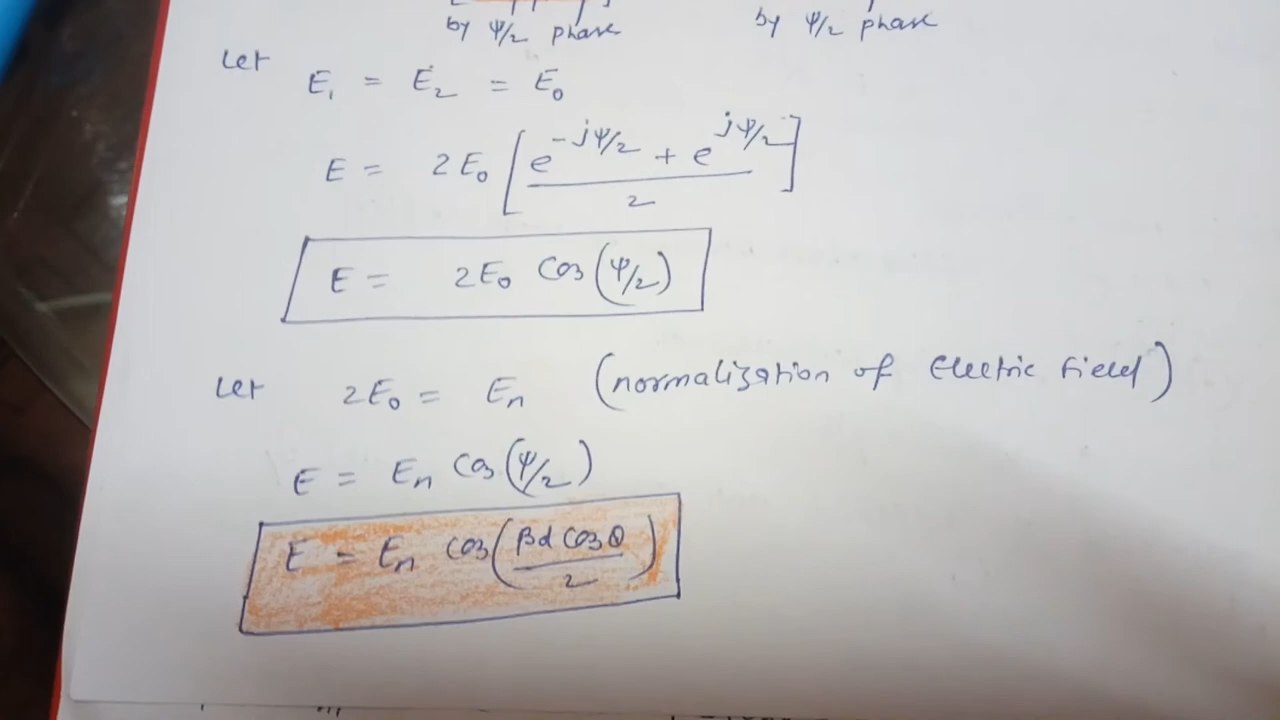 by Ψ/2 phase by Ψ/2 phase
Let
E₁ = E₂ = E₀
E = 2E₀ [ (e^(-jΨ/2) + e^(jΨ/2)) / 2 ]
E = 2E₀ Cos(Ψ/2)
Let 2E₀ = Eₙ (normalization of Electric Field)
E = Eₙ Cos(Ψ/2)
E = Eₙ Cos(βd Cosθ / 2)